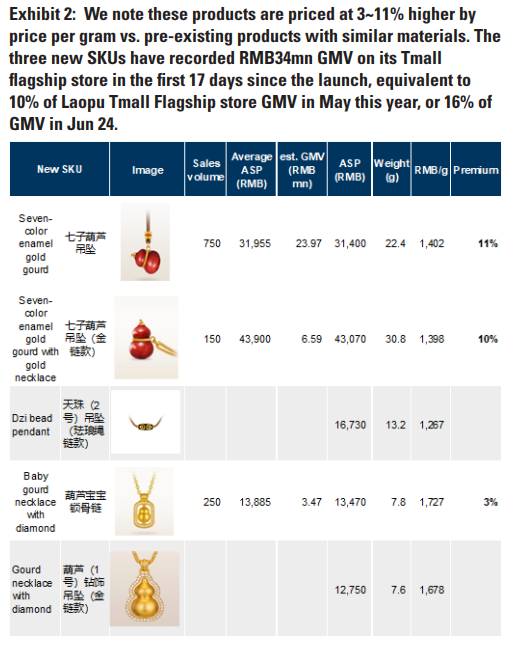 Exhibit 2: We note these products are priced at 3~11% higher by
price per gram vs. pre-existing products with similar materials. The
three new SKUs have recorded RMB34mn GMV on its Tmall
flagship store in the first 17 days since the launch, equivalent to
10% of Laopu Tmall Flagship store GMV in May this year, or 16% of
GMV in Jun 24.
New SKU
Image
Sales
volume
Average
ASP
(RMB)
est. GMV
(RMB
mn)
ASP
(RMB)
Weight
(g)
RMB/g
Premium
Seven-
color
enamel
gold
gourd
七子葫芦
吊坠
750
31,955
23.97
31,400
22.4
1,402
11%
Seven-
color
enamel
gold
gourd with
gold
necklace
七子葫芦
吊坠（金
链款）
150
43,900
6.59
43,070
30.8
1,398
10%
Dzi bead
pendant
天珠（2
号）吊坠
（珐琅绳
链款）
16,730
13.2
1,267
Baby
gourd
necklace
with
diamond
葫芦宝宝
锁骨链
250
13,885
3.47
13,470
7.8
1,727
3%
Gourd
necklace
with
diamond
葫芦（1
号）钻饰
吊坠（金
链款）
12,750
7.6
1,678